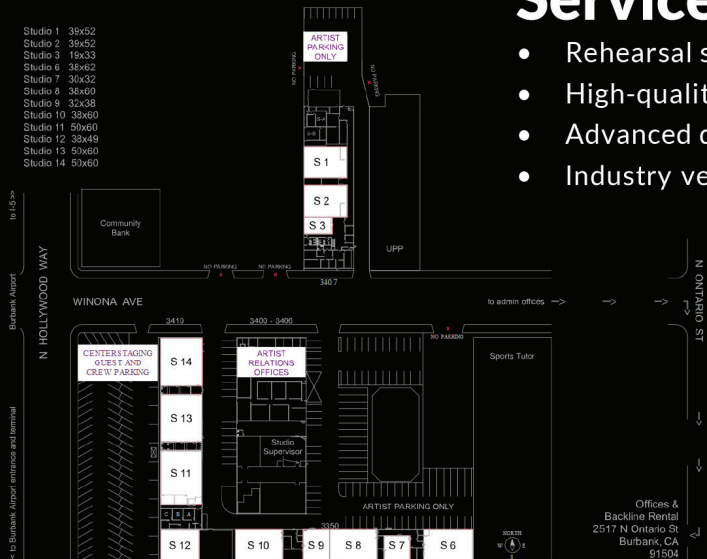 Service
• Rehearsal s
• High-qualit
• Advanced
• Industry ve
Studio 1 39x52
Studio 2 39x52
Studio 3 19x33
Studio 6 38x62
Studio 7 30x32
Studio 8 38x60
Studio 9 32x38
Studio 10 38x60
Studio 11 50x60
Studio 12 38x49
Studio 13 50x60
Studio 14 50x60
ARTIST
PARKING
ONLY
NO PARKING
NO PARKING
S-A
S-B
S 1
S 2
S 3
UPP
3407
Community
Bank
NO PARKING
NO PARKING
to I-5 >>
Burbank Airport
N HOLLYWOOD WAY
WINONA AVE
to admin offices
N ONTARIO ST
3410
3400 - 3406
NO PARKING
CENTERSTAGING
GUEST AND
CREW PARKING
S 14
ARTIST
RELATIONS
OFFICES
Sports Tutor
S 13
Studio
Supervisor
S 11
C B A
ARTIST PARKING ONLY
3350
S 12
S 10
S 9
S 8
S 7
S 6
NORTH
W E
to Burbank Airport entrance and terminal
Offices &
Backline Rental
2517 N Ontario St
Burbank, CA
91504